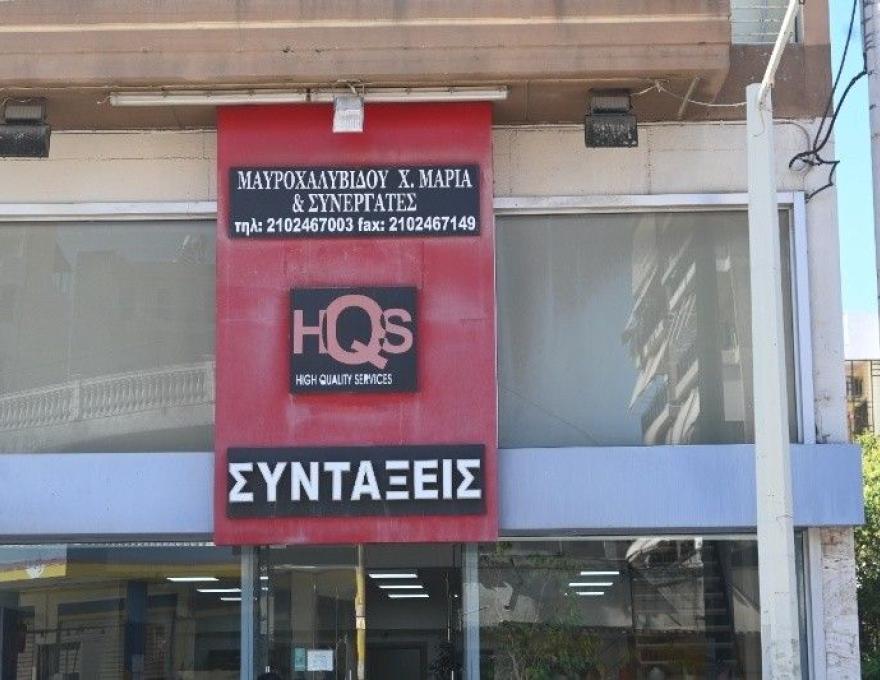 ΜΑΥΡΟΧΑΛΥΒΙΔΟΥ Χ. ΜΑΡΙΑ
& ΣΥΝΕΡΓΑΤΕΣ
τηλ: 2102467003 fax: 2102467149
HQS
HIGH QUALITY SERVICES
ΣΥΝΤΑΞΕΙΣ